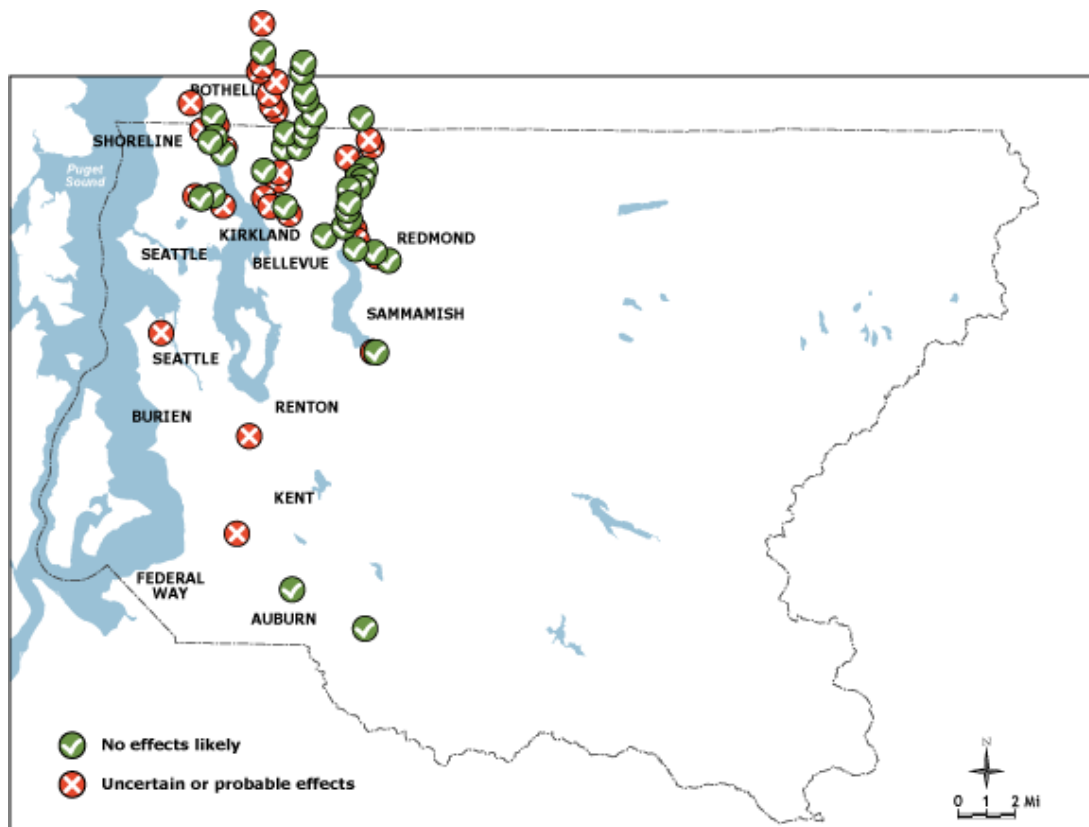 BOTHELL
SHORELINE
Puget
Sound
KIRKLAND
REDMOND
SEATTLE
BELLEVUE
SAMMAMISH
SEATTLE
RENTON
BURIEN
KENT
FEDERAL
WAY
AUBURN
No effects likely
Uncertain or probable effects
N
0 1 2 Mi